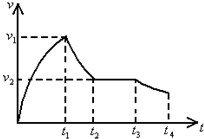 v
v₁
v₂
t₁ t₂ t₃ t₄ t